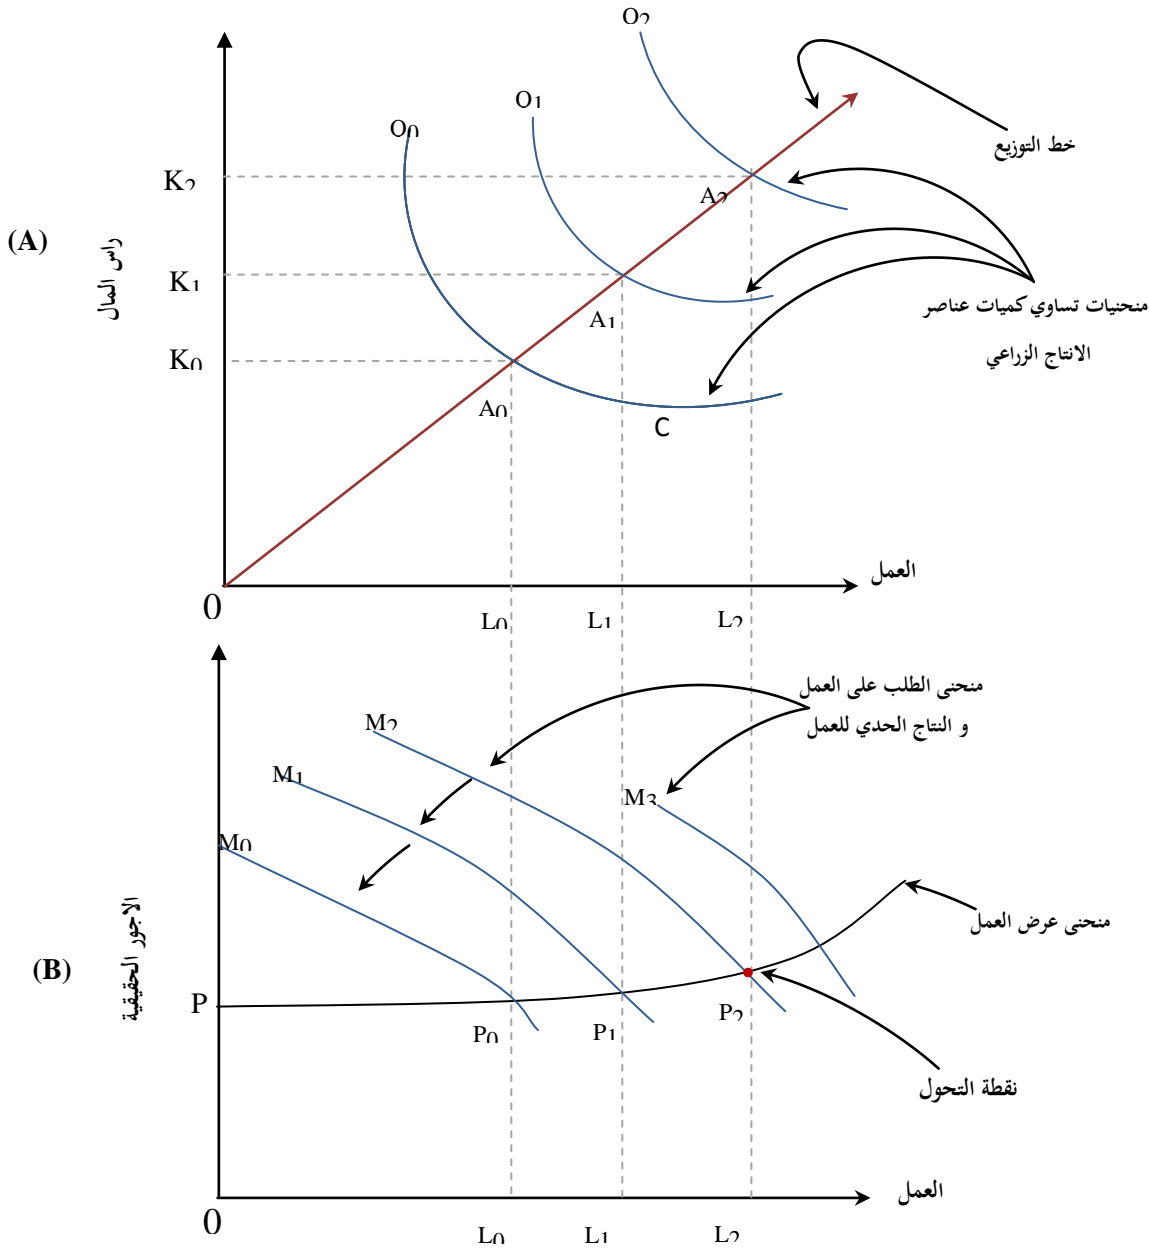 O2
O1
O0
خط التوزيع
K2
A2
(A)
راس المال
K1
A1
منحنيات تساوي كميات عناصر
الانتاج الزراعي
K0
A0
C
العمل
0
L0 L1 L2
منحنى الطلب على العمل
و النتاج الحدي للعمل
M2
M1
M3
M0
منحنى عرض العمل
(B)
الاجور الحقيقية
P
P0 P1 P2
نقطة التحول
العمل
0
L0 L1 L2